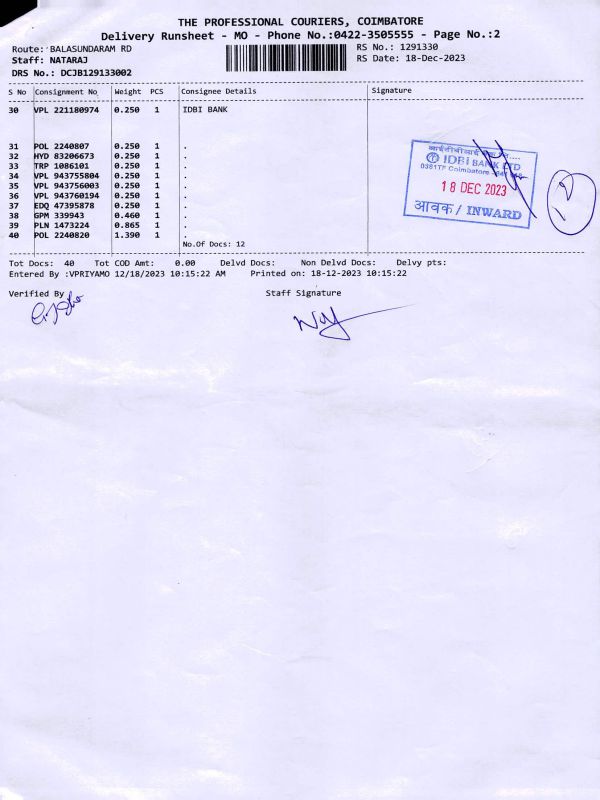 THE PROFESSIONAL COURIERS, COIMBATORE
Delivery Runsheet - MO - Phone No.:0422-3505555 - Page No.:2
Route: BALASUNDARAM RD
RS No.: 1291330
Staff: NATARAJ
RS Date: 18-Dec-2023
DRS No.: DCJB129133002
S No Consignment No Weight PCS Consignee Details Signature
30 VPL 221180974 0.250 1 IDBI BANK
31 POL 2240807 0.250 1 .
32 HYD 83206673 0.250 1 .
33 TRP 1086101 0.250 1 .
34 VPL 943755804 0.250 1 .
35 VPL 943756003 0.250 1 .
36 VPL 943760194 0.250 1 .
37 EDQ 47395878 0.250 1 .
38 GPM 339943 0.460 1 .
39 PLN 1473224 0.865 1 .
40 POL 2240820 1.390 1 .
No.Of Docs: 12
IDBI BANK LTD
Coimbatore
18 DEC 2023
आवक / INWARD
12
Tot Docs: 40 Tot COD Amt: 0.00 Delvd Docs: Non Delvd Docs: Delvy pts:
Entered By :VPRIYAMO 12/18/2023 10:15:22 AM Printed on: 18-12-2023 10:15:22
Verified By Staff Signature